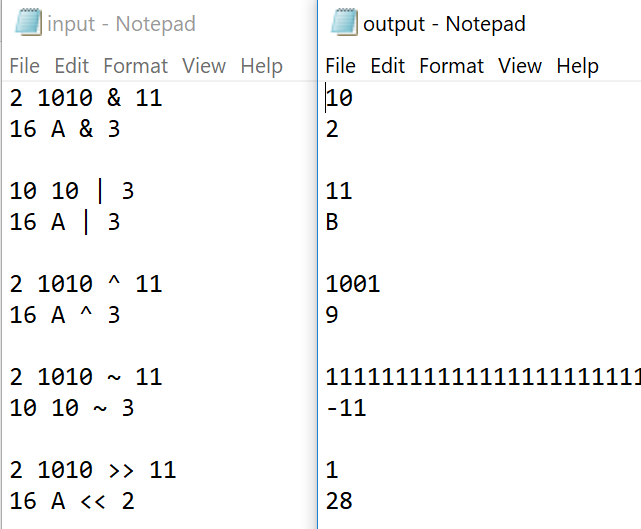 input - Notepad
File Edit Format View Help
2 1010 & 11
16 A & 3
10 10 | 3
16 A | 3
2 1010 ^ 11
16 A ^ 3
2 1010 ~ 11
10 10 ~ 3
2 1010 >> 11
16 A << 2
output - Notepad
File Edit Format View Help
10
2
11
B
1001
9
11111111111111111111111
-11
1
28